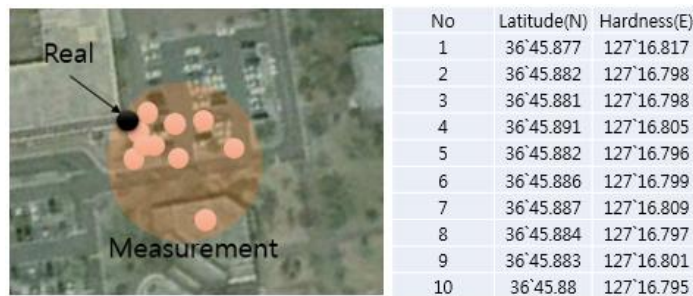 Real
Measurement
No Latitude(N) Hardness(E)
1 36`45.877 127`16.817
2 36`45.882 127`16.798
3 36`45.881 127`16.798
4 36`45.891 127`16.805
5 36`45.882 127`16.796
6 36`45.886 127`16.799
7 36`45.887 127`16.809
8 36`45.884 127`16.797
9 36`45.883 127`16.801
10 36`45.88 127`16.795